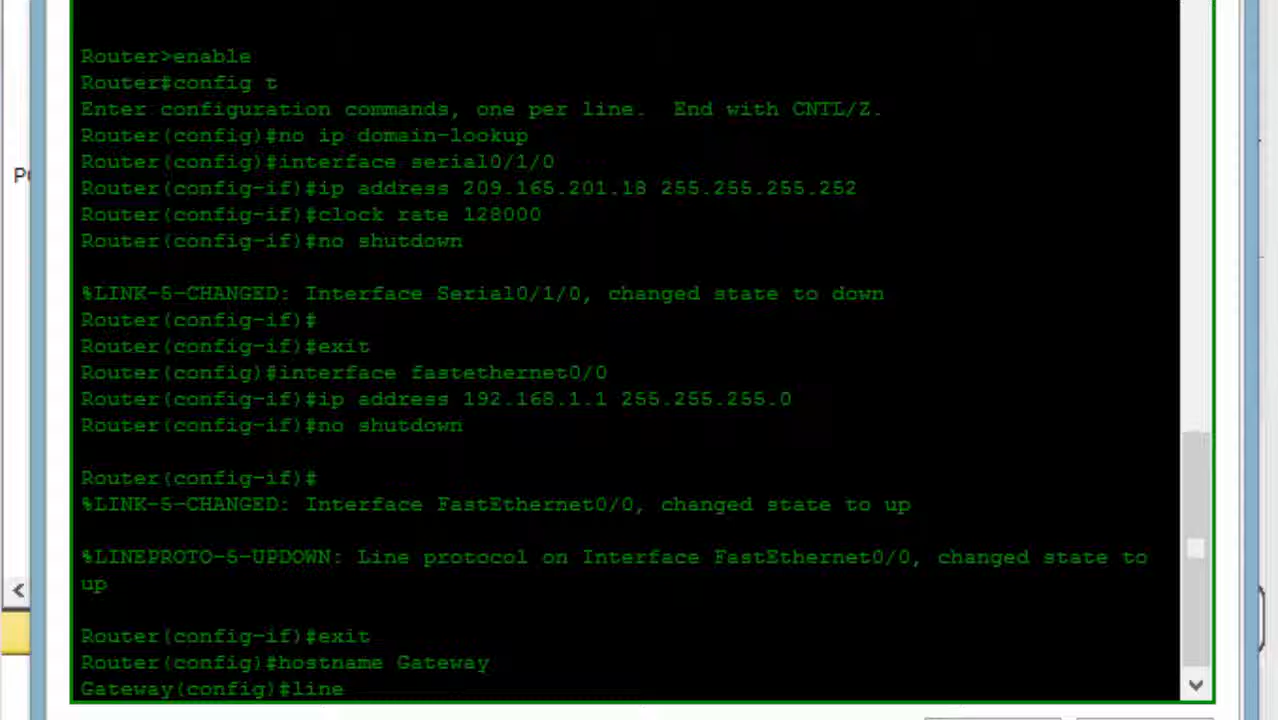 Router>enable
Router#config t
Enter configuration commands, one per line.  End with CNTL/Z.
Router(config)#no ip domain-lookup
Router(config)#interface serial0/1/0
Router(config-if)#ip address 209.165.201.18 255.255.255.252
Router(config-if)#clock rate 128000
Router(config-if)#no shutdown
%LINK-5-CHANGED: Interface Serial0/1/0, changed state to down
Router(config-if)#
Router(config-if)#exit
Router(config)#interface fastethernet0/0
Router(config-if)#ip address 192.168.1.1 255.255.255.0
Router(config-if)#no shutdown
Router(config-if)#
%LINK-5-CHANGED: Interface FastEthernet0/0, changed state to up
%LINEPROTO-5-UPDOWN: Line protocol on Interface FastEthernet0/0, changed state to
up
Router(config-if)#exit
Router(config)#hostname Gateway
Gateway(config)#line